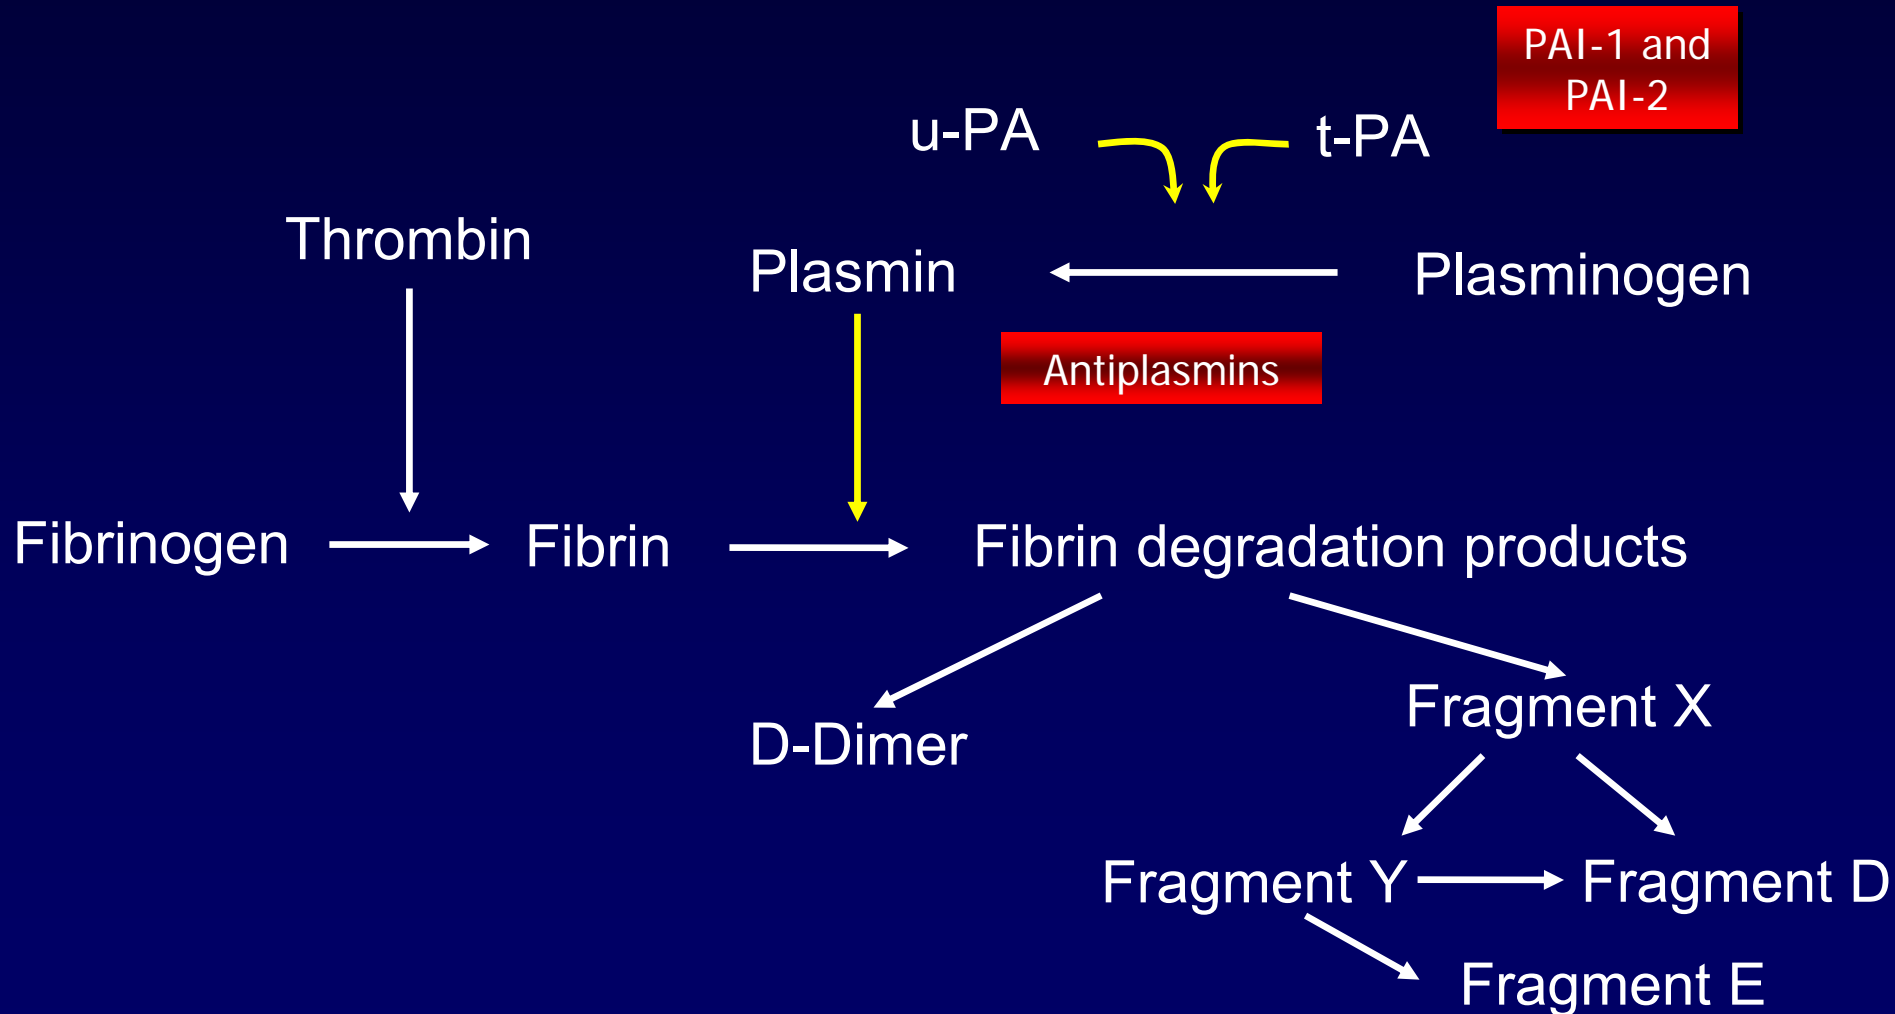 PAI-1 and
PAI-2
u-PA
t-PA
Thrombin
Plasmin
Plasminogen
Antiplasmins
Fibrinogen
Fibrin
Fibrin degradation products
D-Dimer
Fragment X
Fragment Y
Fragment D
Fragment E